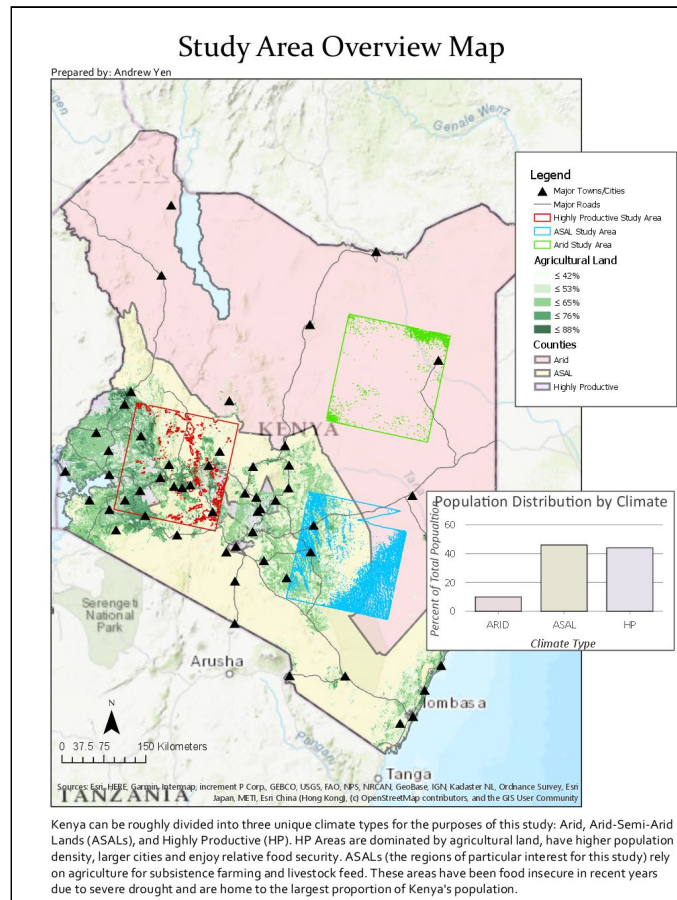 Study Area Overview Map
Prepared by: Andrew Yen
Genale Wenz
Legend
Major Towns/Cities
Major Roads
Highly Productive Study Area
ASAL Study Area
Arid Study Area
Agricultural Land
≤ 42%
≤ 53%
≤ 65%
≤ 76%
≤ 88%
Counties
Arid
ASAL
Highly Productive
KENYA
Population Distribution by Climate
Percent of Total Popualtion
60
40
20
0
ARID
ASAL
HP
Climate Type
Serengeti
National
Park
Arusha
Mombasa
Pangani
Tanga
N
0 37.5 75 150 Kilometers
TANZANIA
Sources: Esri, HERE, Garmin, Intermap, increment P Corp., GEBCO, USGS, FAO, NPS, NRCAN, GeoBase, IGN, Kadaster NL, Ordnance Survey, Esri
Japan, METI, Esri China (Hong Kong), (c) OpenStreetMap contributors, and the GIS User Community
Kenya can be roughly divided into three unique climate types for the purposes of this study: Arid, Arid-Semi-Arid
Lands (ASALs), and Highly Productive (HP). HP Areas are dominated by agricultural land, have higher population
density, larger cities and enjoy relative food security. ASALs (the regions of particular interest for this study) rely
on agriculture for subsistence farming and livestock feed. These areas have been food insecure in recent years
due to severe drought and are home to the largest proportion of Kenya's population.